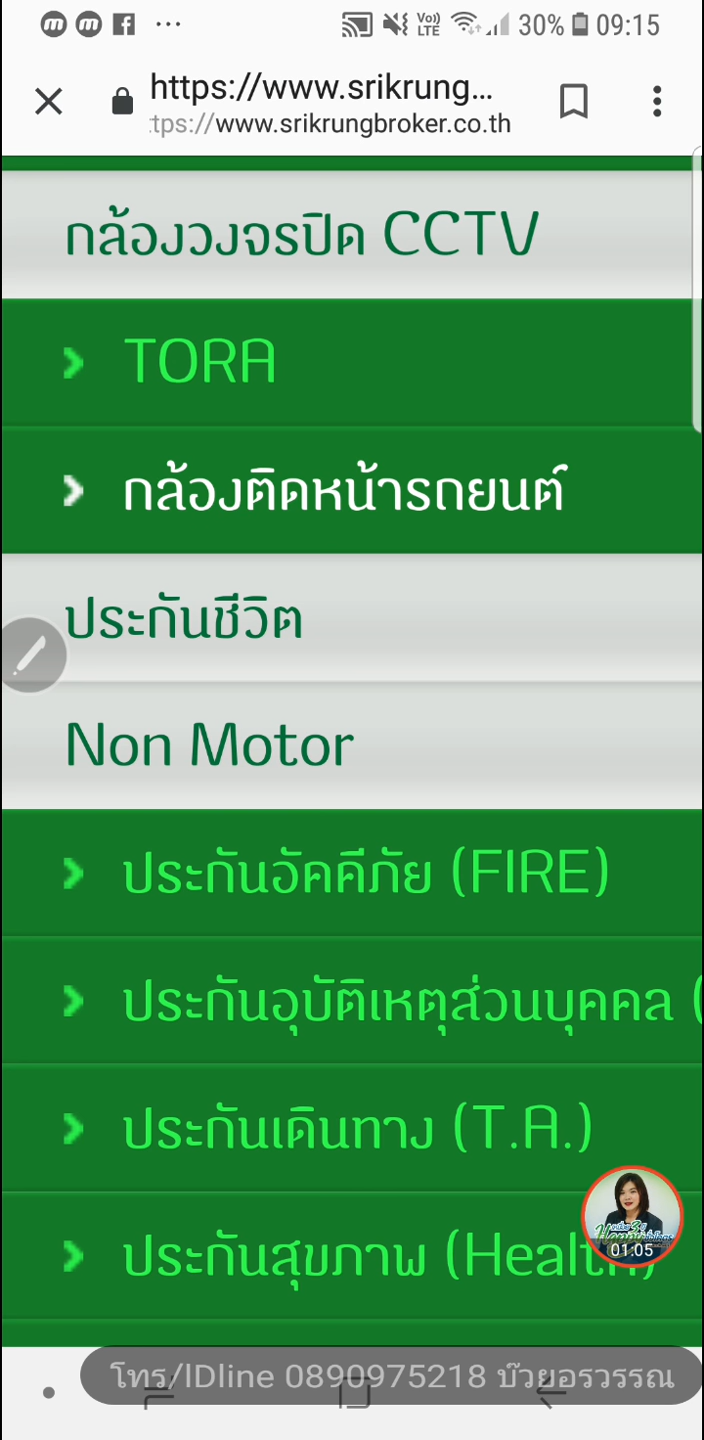 30% 09:15
https://www.srikrung...
tps://www.srikrungbroker.co.th
กล้องวงจรปิด CCTV
TORA
กล้องติดหน้ารถยนต์
ประกันชีวิต
Non Motor
ประกันอัคคีภัย (FIRE)
ประกันอุบัติเหตุส่วนบุคคล (
ประกันเดินทาง (T.A.)
ประกันสุขภาพ (Health)
01:05
โทร/IDline 0890975218 บ๊วยอรวรรณ